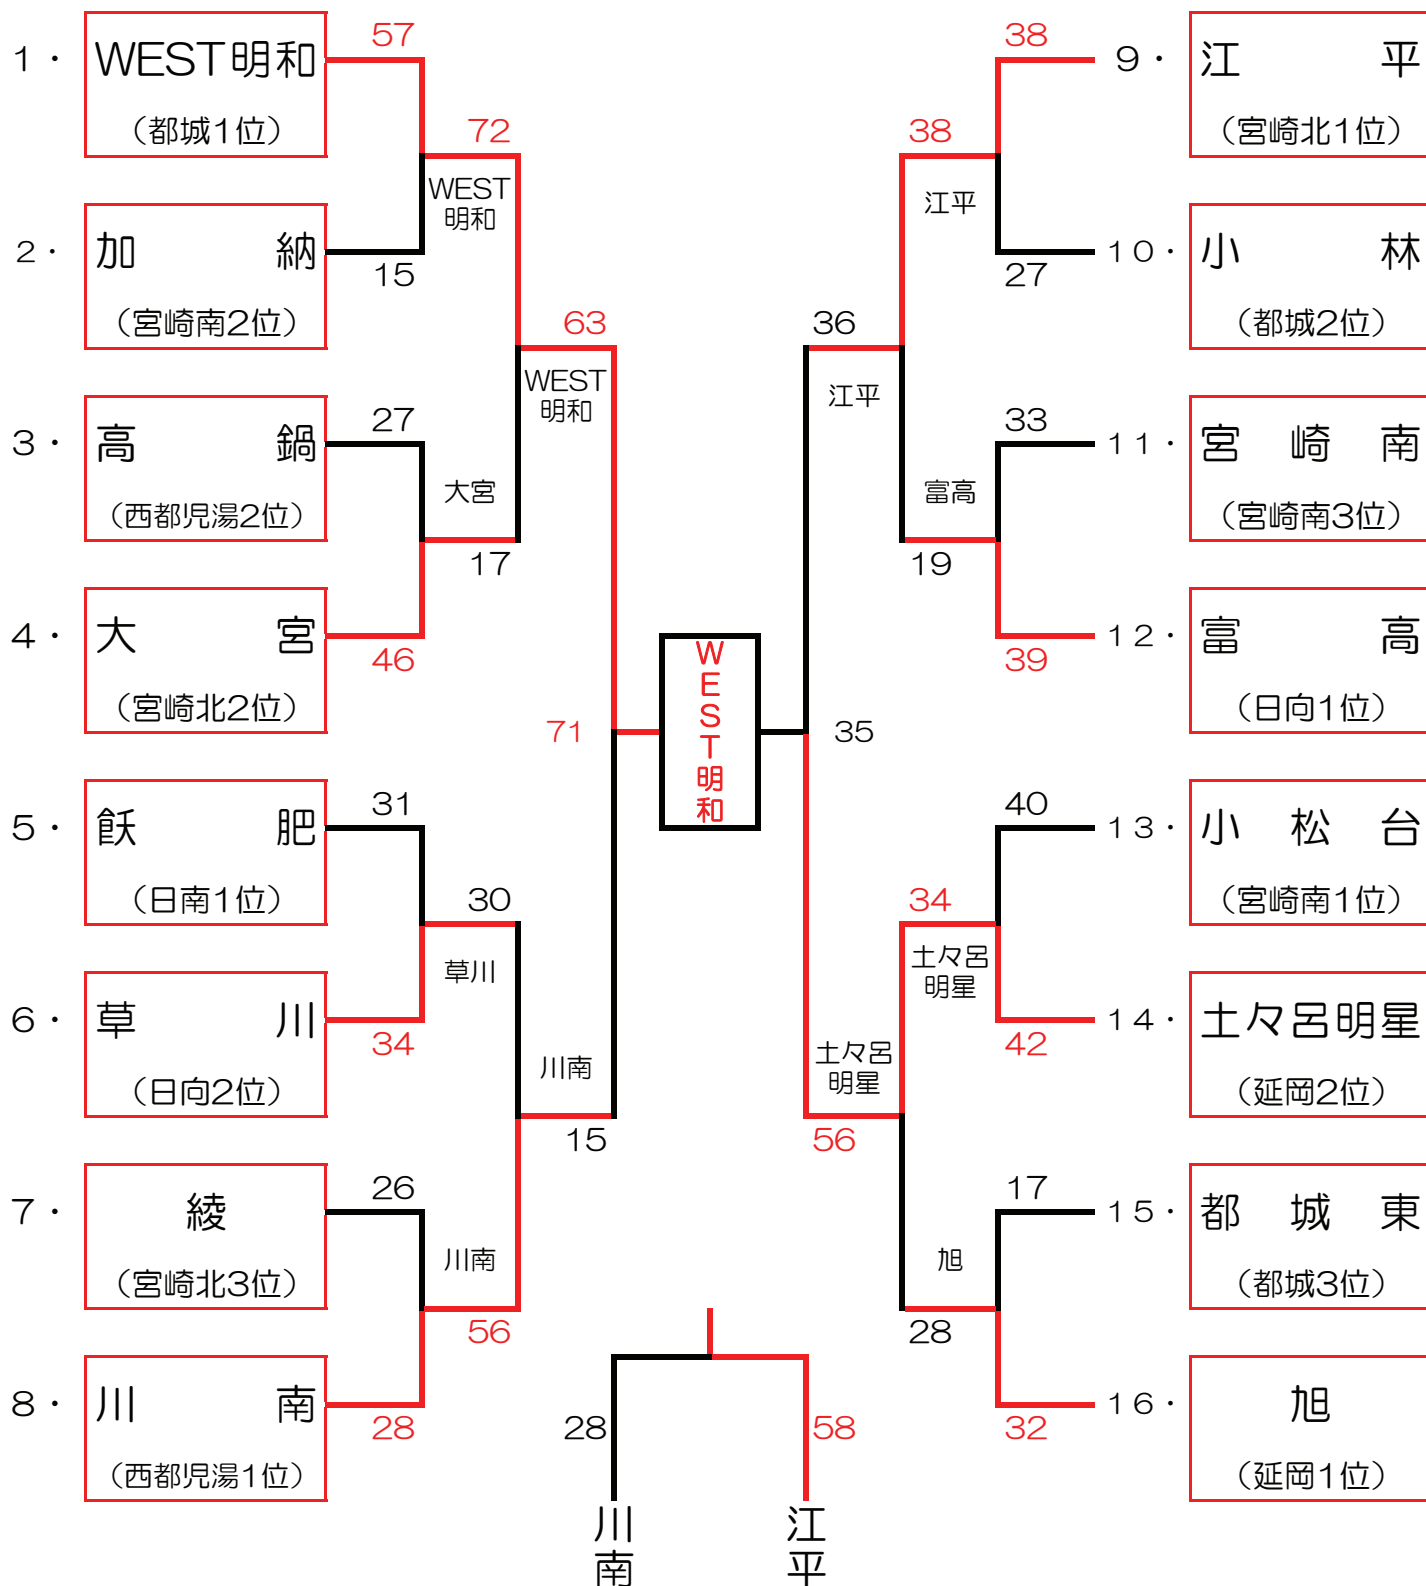 1・
WEST明和
（都城1位）
57
2・
加納
（宮崎南2位）
15
72
WEST
明和
3・
高鍋
（西都児湯2位）
27
4・
大宮
（宮崎北2位）
46
大宮
17
63
WEST
明和
5・
飫肥
（日南1位）
31
6・
草川
（日向2位）
34
30
草川
7・
綾
（宮崎北3位）
26
8・
川南
（西都児湯1位）
28
川南
56
川南
15
71
WEST明和
35
9・
江平
（宮崎北1位）
38
10・
小林
（都城2位）
27
38
江平
11・
宮崎南
（宮崎南3位）
33
12・
富高
（日向1位）
39
富高
19
36
江平
13・
小松台
（宮崎南1位）
40
14・
土々呂明星
（延岡2位）
42
34
土々呂
明星
15・
都城東
（都城3位）
17
16・
旭
（延岡1位）
32
旭
28
土々呂
明星
56
28
58
川南
江平